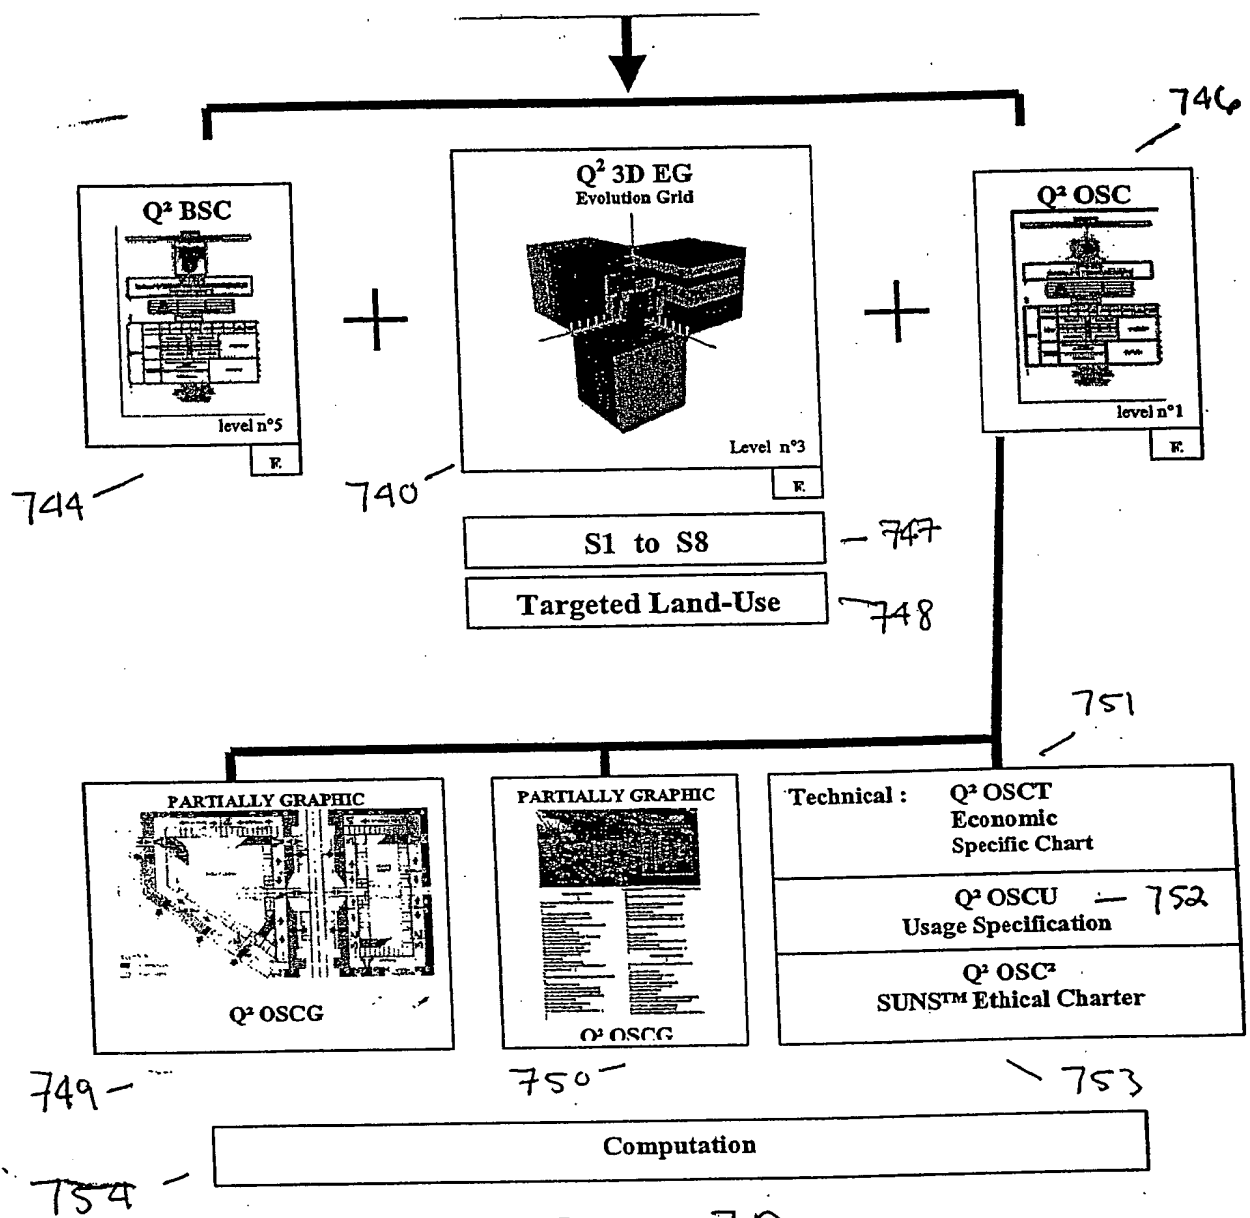 746
Q² BSC
level n°5
E
744
Q² 3D EG
Evolution Grid
Level n°3
E
740
Q² OSC
level n°1
E
S1 to S8
747
Targeted Land-Use
748
751
PARTIALLY GRAPHIC
Q² OSCG
749
PARTIALLY GRAPHIC
Q² OSCG
750
Technical : Q² OSCT
Economic
Specific Chart
Q² OSCU
752
Usage Specification
Q² OSC²
SUNS™ Ethical Charter
753
Computation
754